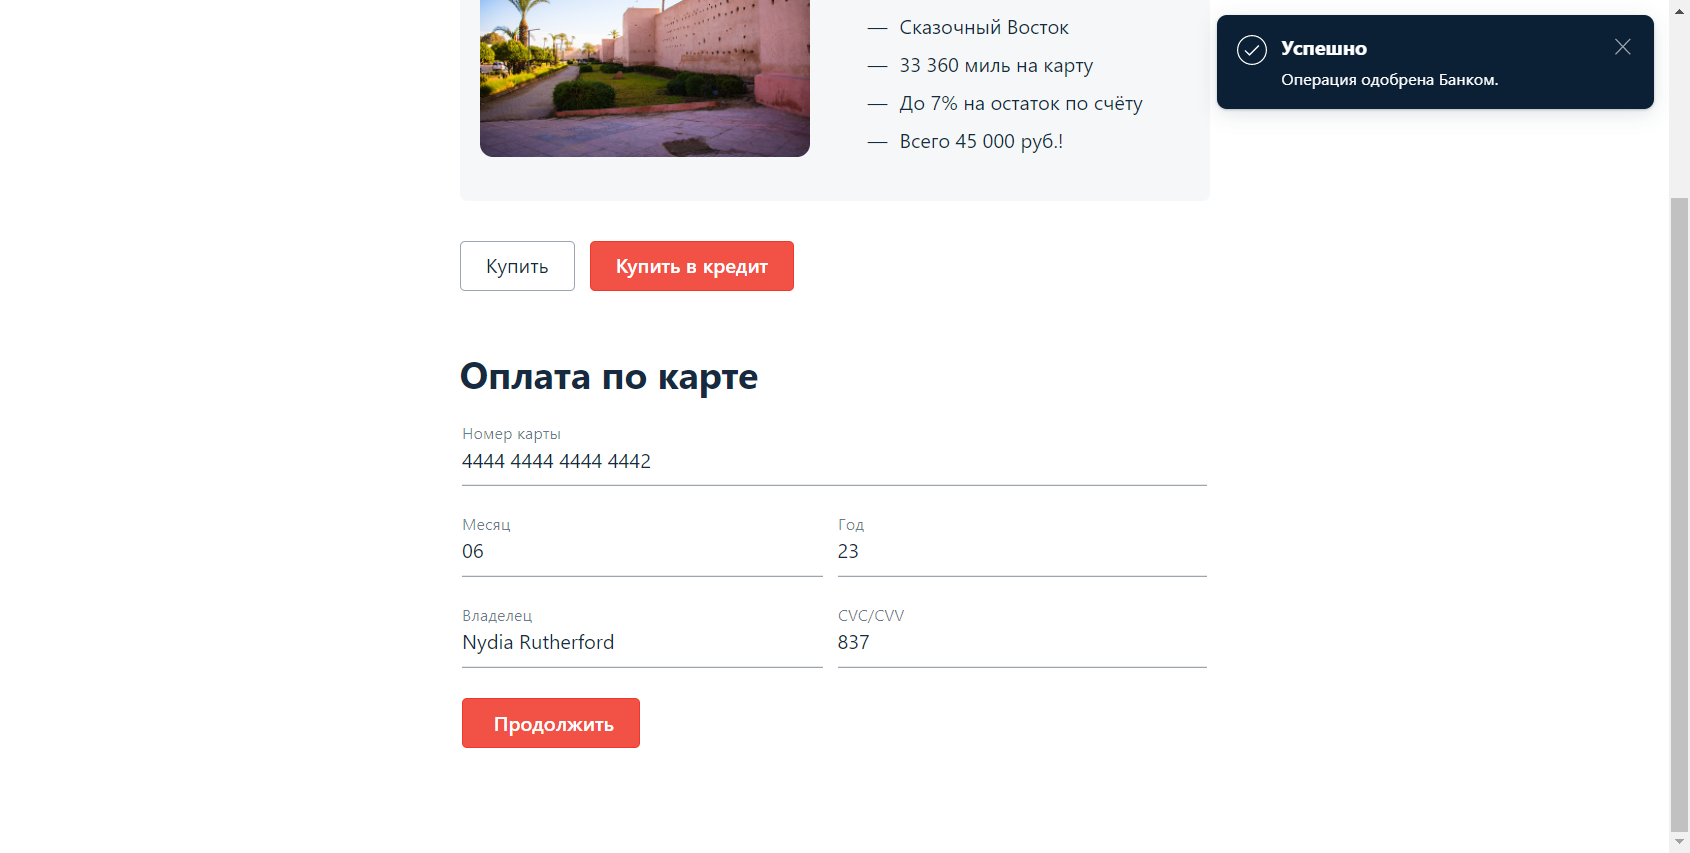 — Сказочный Восток
— 33 360 миль на карту
— До 7% на остаток по счёту
— Всего 45 000 руб.!
Успешно
Операция одобрена Банком.
Купить
Купить в кредит
Оплата по карте
Номер карты
4444 4444 4444 4442
Месяц
06
Год
23
Владелец
Nydia Rutherford
CVC/CVV
837
Продолжить